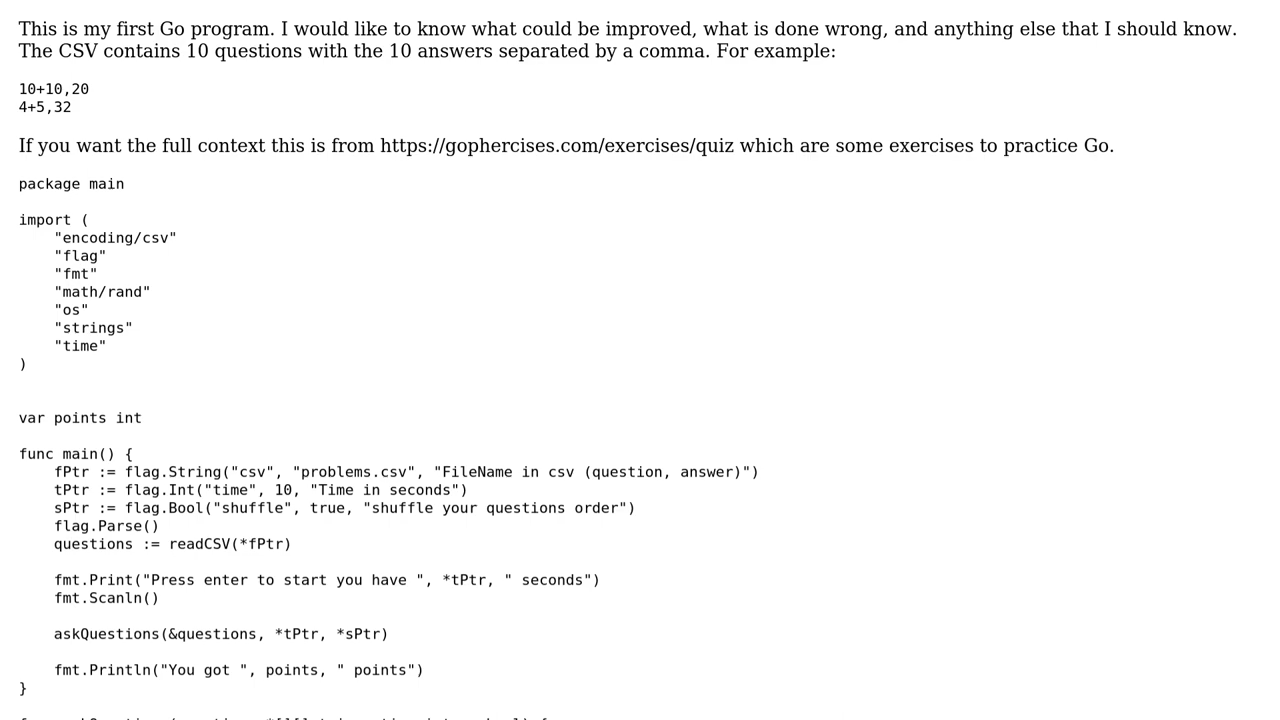 This is my first Go program. I would like to know what could be improved, what is done wrong, and anything else that I should know.
The CSV contains 10 questions with the 10 answers separated by a comma. For example:
10+10,20
4+5,32
If you want the full context this is from https://gophercises.com/exercises/quiz which are some exercises to practice Go.
package main
import (
    "encoding/csv"
    "flag"
    "fmt"
    "math/rand"
    "os"
    "strings"
    "time"
)
var points int
func main() {
    fPtr := flag.String("csv", "problems.csv", "FileName in csv (question, answer)")
    tPtr := flag.Int("time", 10, "Time in seconds")
    sPtr := flag.Bool("shuffle", true, "shuffle your questions order")
    flag.Parse()
    questions := readCSV(*fPtr)
    fmt.Print("Press enter to start you have ", *tPtr, " seconds")
    fmt.Scanln()
    askQuestions(&questions, *tPtr, *sPtr)
    fmt.Println("You got ", points, " points")
}